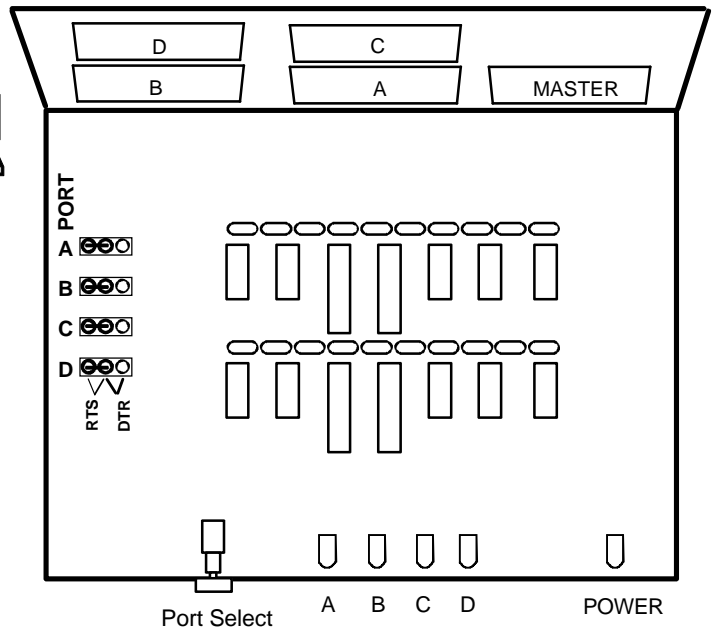 D C
B A MASTER
PORT
A
B
C
D
RTS DTR
Port Select A B C D POWER